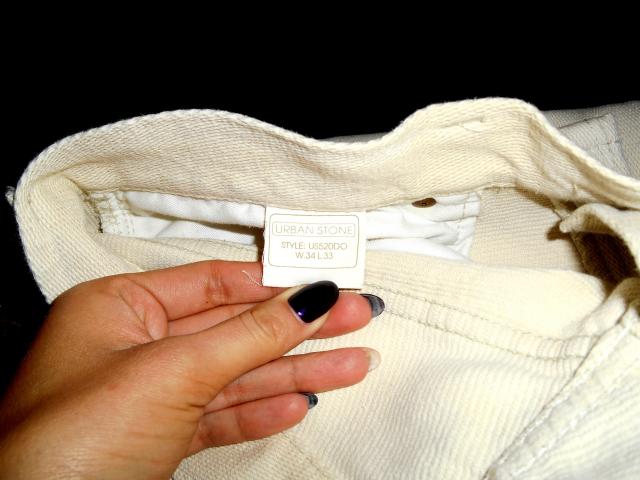 URBAN STONE
STYLE: US520DO
W.34 L.33